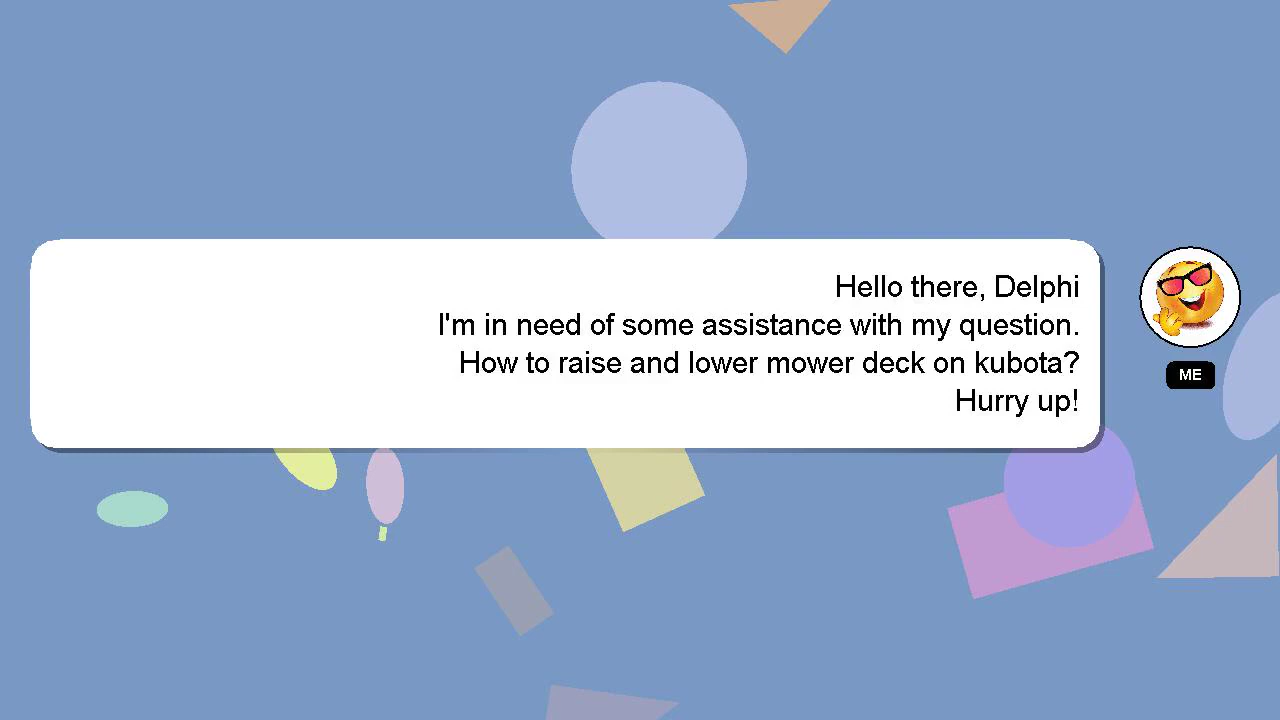 Hello there, Delphi
I'm in need of some assistance with my question.
How to raise and lower mower deck on kubota?
Hurry up!
ME